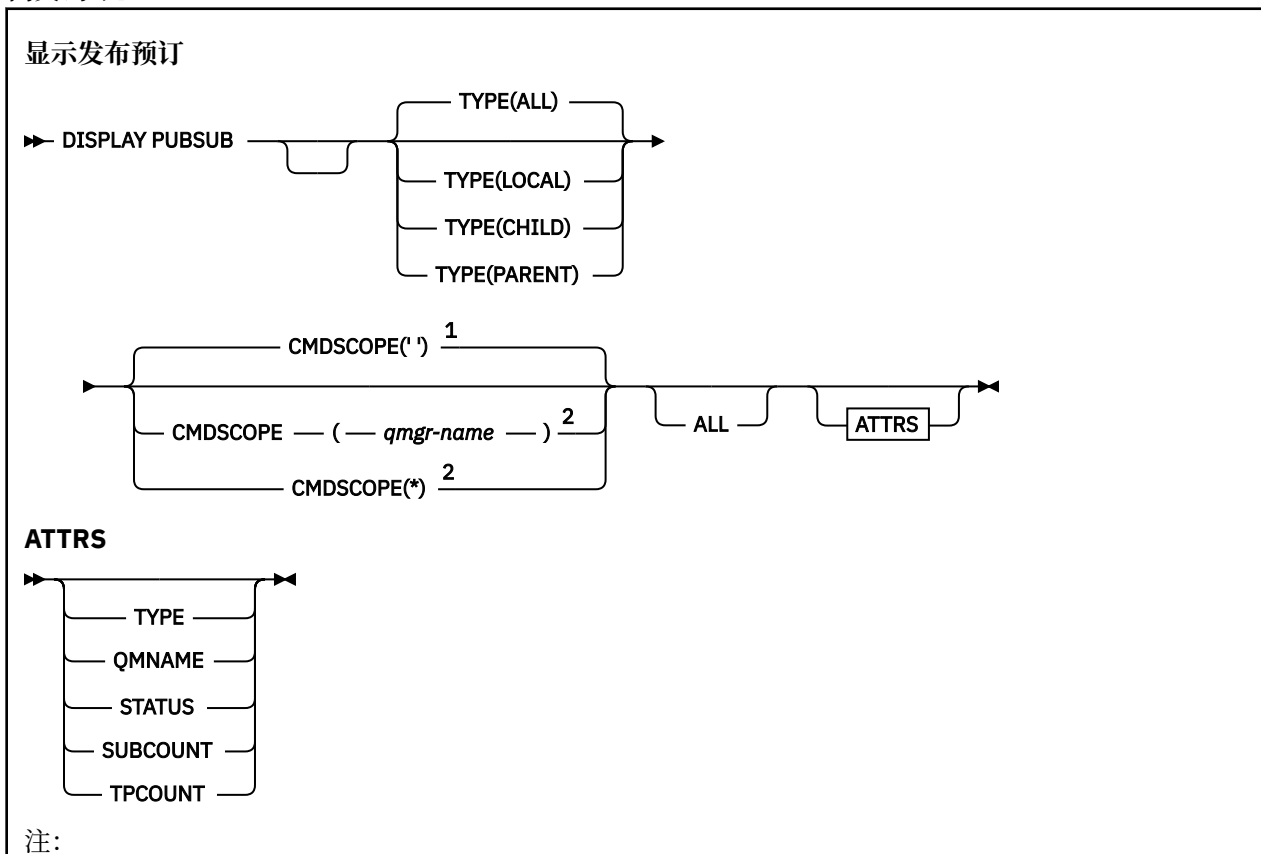 显示发布预订
TYPE(ALL)
DISPLAY PUBSUB
TYPE(LOCAL)
TYPE(CHILD)
TYPE(PARENT)
CMDSCOPE(' ') 1
CMDSCOPE ( qmgr-name ) 2
ALL
ATTRS
CMDSCOPE(*) 2
ATTRS
TYPE
QMNAME
STATUS
SUBCOUNT
TPCOUNT
注：